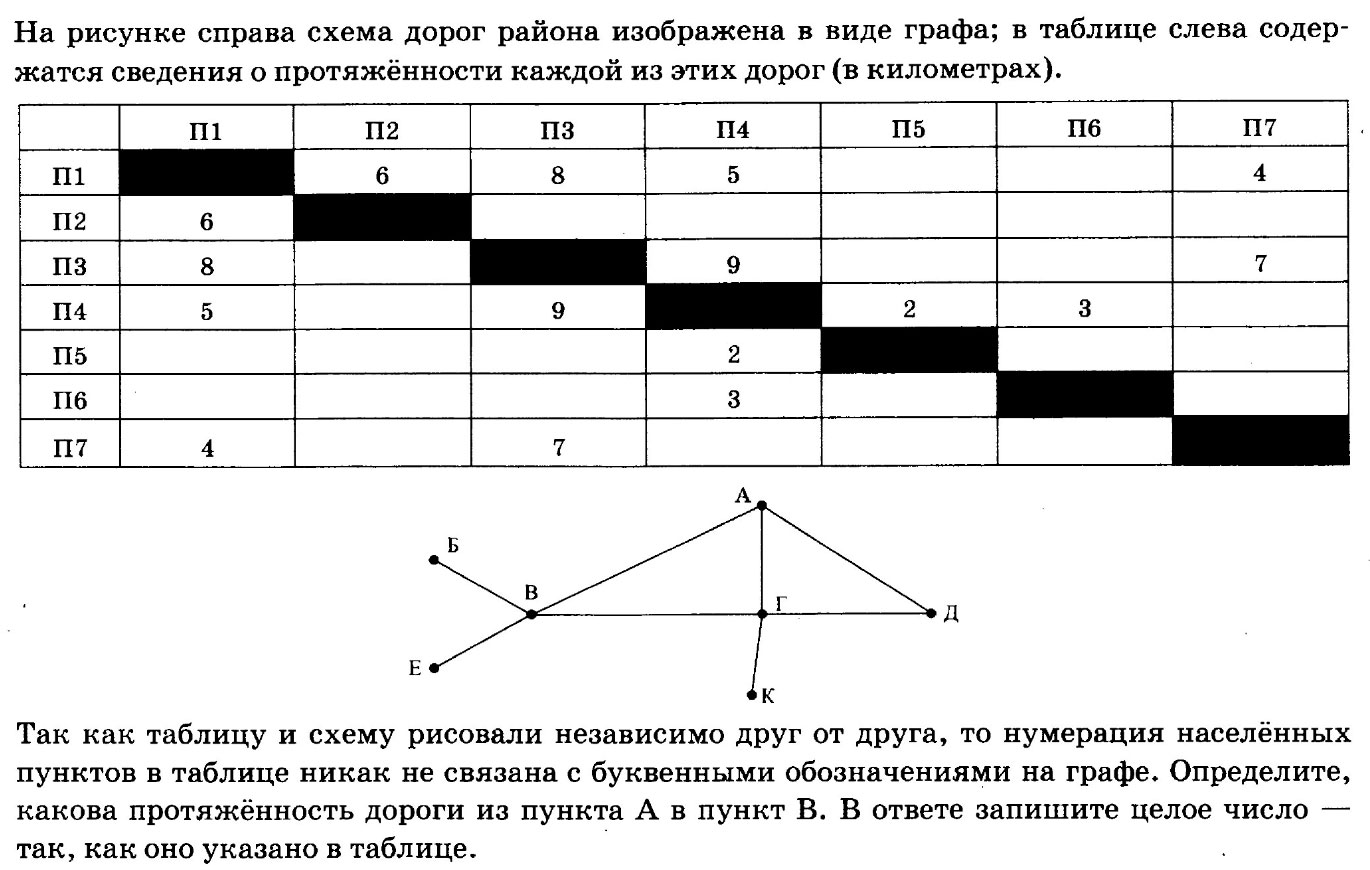 На рисунке справа схема дорог района изображена в виде графа; в таблице слева содер-
жатся сведения о протяжённости каждой из этих дорог (в километрах).
П1 П2 П3 П4 П5 П6 П7
П1 6 8 5 4
П2 6
П3 8 9 7
П4 5 9 2 3
П5 2
П6 3
П7 4 7
А
Б
В
Г
Д
Е
К
Так как таблицу и схему рисовали независимо друг от друга, то нумерация населённых
пунктов в таблице никак не связана с буквенными обозначениями на графе. Определите,
какова протяжённость дороги из пункта А в пункт В. В ответе запишите целое число —
так, как оно указано в таблице.